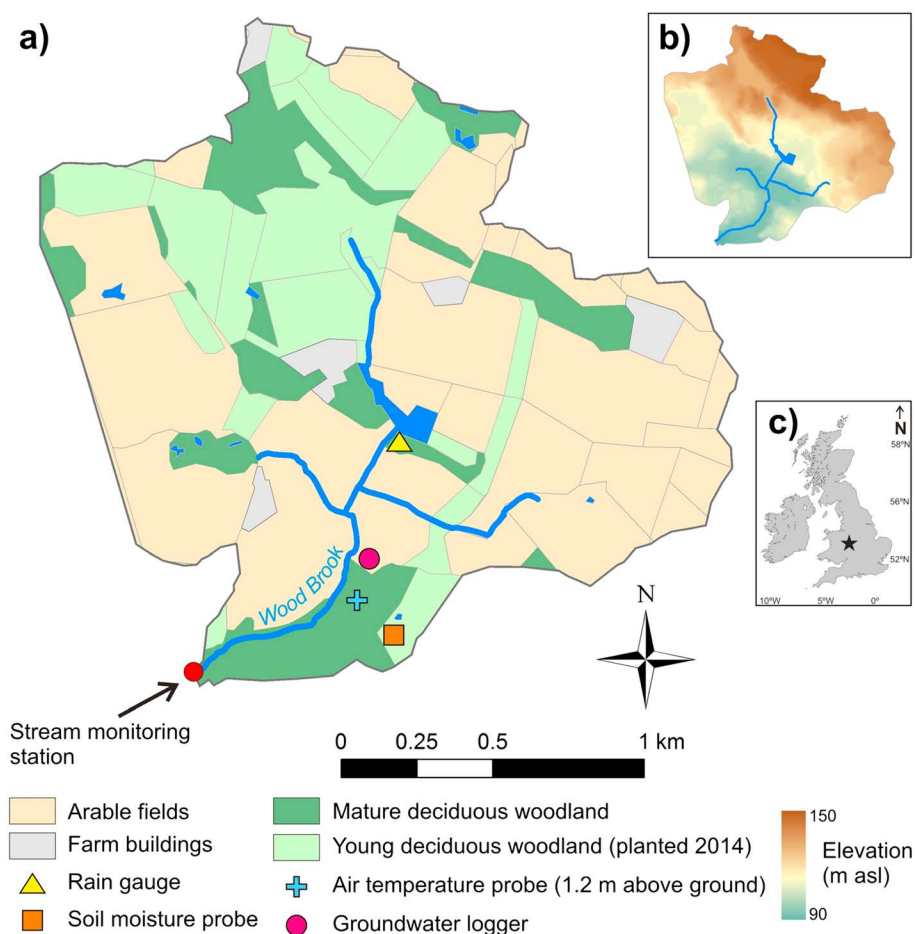 a)
b)
c)
N
58°N
56°N
52°N
10°W
5°W
0°
Wood Brook
N
Stream monitoring
station
0 0.25 0.5 1 km
Arable fields
Farm buildings
Rain gauge
Soil moisture probe
Mature deciduous woodland
Young deciduous woodland (planted 2014)
Air temperature probe (1.2 m above ground)
Groundwater logger
150
90
Elevation
(m asl)